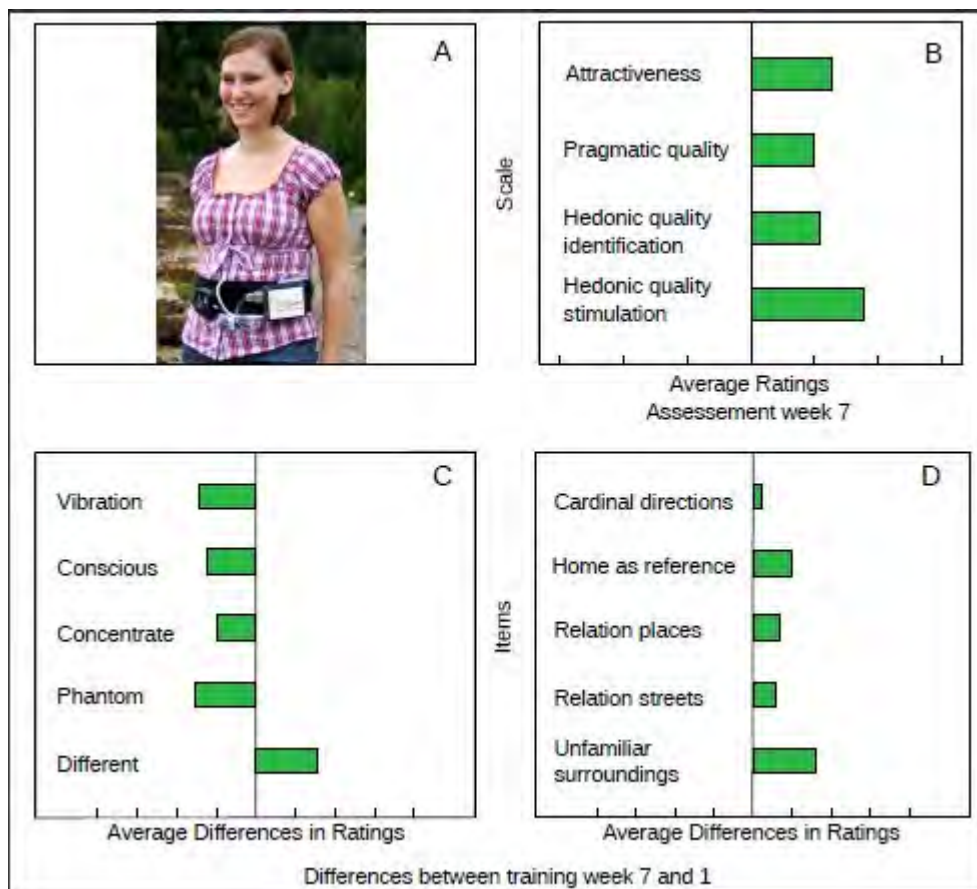 A
B
Scale
Attractiveness
Pragmatic quality
Hedonic quality
identification
Hedonic quality
stimulation
Average Ratings
Assessement week 7
C
Vibration
Conscious
Concentrate
Phantom
Different
Average Differences in Ratings
D
Items
Cardinal directions
Home as reference
Relation places
Relation streets
Unfamiliar
surroundings
Average Differences in Ratings
Differences between training week 7 and 1